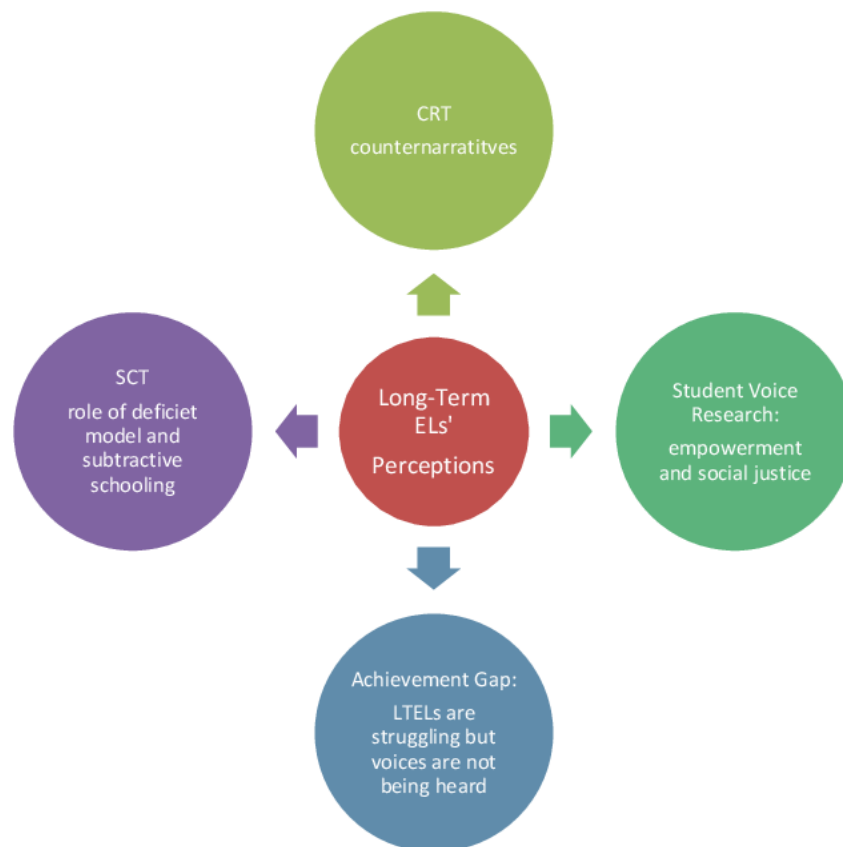 CRT
counternarratitves
SCT
role of deficiet
model and
subtractive
schooling
Long-Term
ELs'
Perceptions
Student Voice
Research:
empowerment
and social justice
Achievement Gap:
LTELs are
struggling but
voices are not
being heard